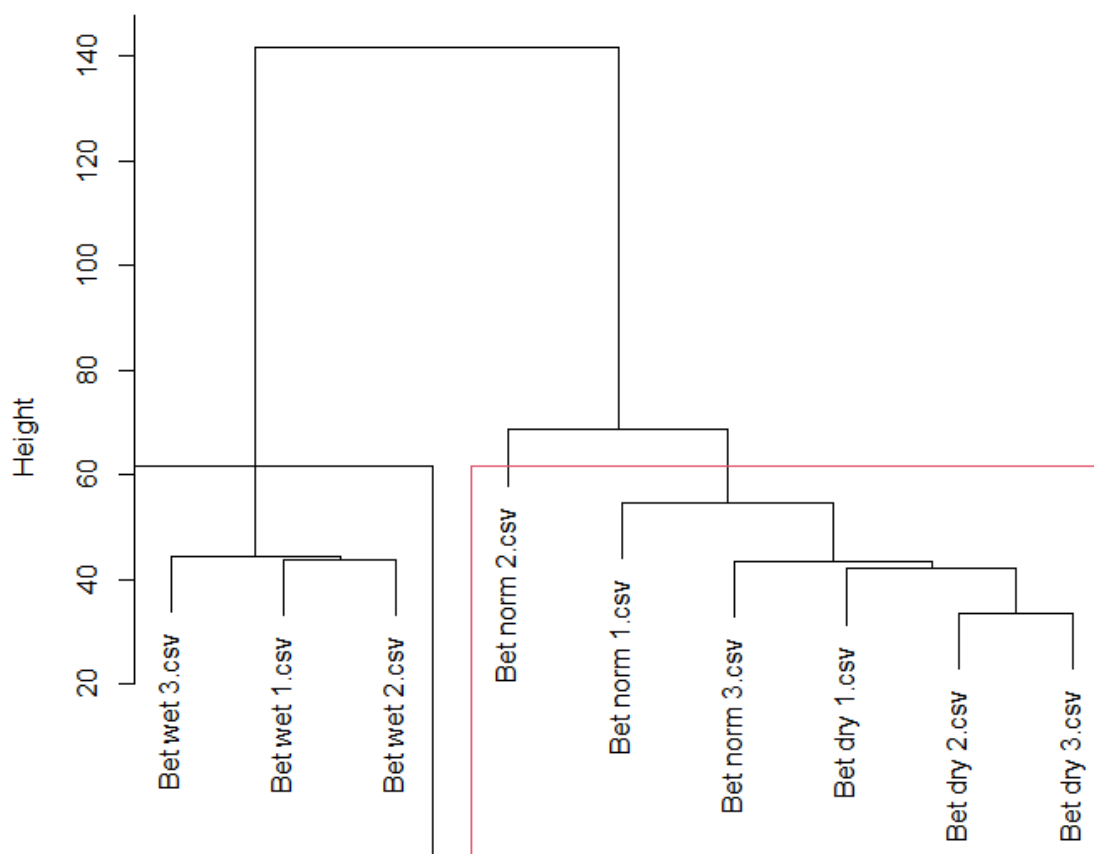 140
120
100
80
60
40
20
Height
Bet wet 3.csv
Bet wet 1.csv
Bet wet 2.csv
Bet norm 2.csv
Bet norm 1.csv
Bet norm 3.csv
Bet dry 1.csv
Bet dry 2.csv
Bet dry 3.csv